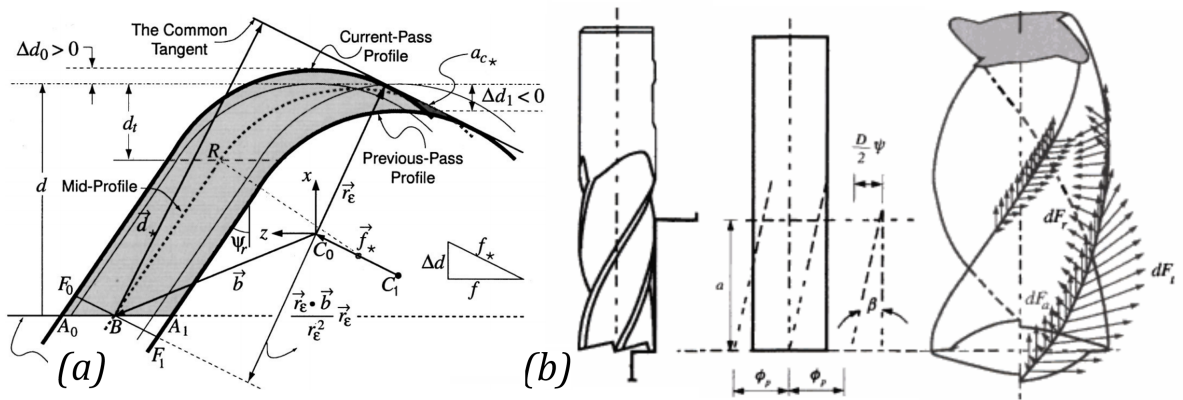 The Common
Tangent
Δd₀>0
Current-Pass
Profile
a_c⁎
Δd₁<0
d_t
R
Previous-Pass
Profile
d
Mid-Profile
x
r⃗_ε
d⃗⁎
ψ_r
z
C₀
f⃗⁎
b⃗
C₁
Δd
f⁎
f
F₀
r⃗_ε • b⃗
r_ε²
r⃗_ε
A₀
B
A₁
F₁
(a)
(b)
D
2
ψ
a
β
ϕ_p
ϕ_p
dF_r
dF_t
dF_a